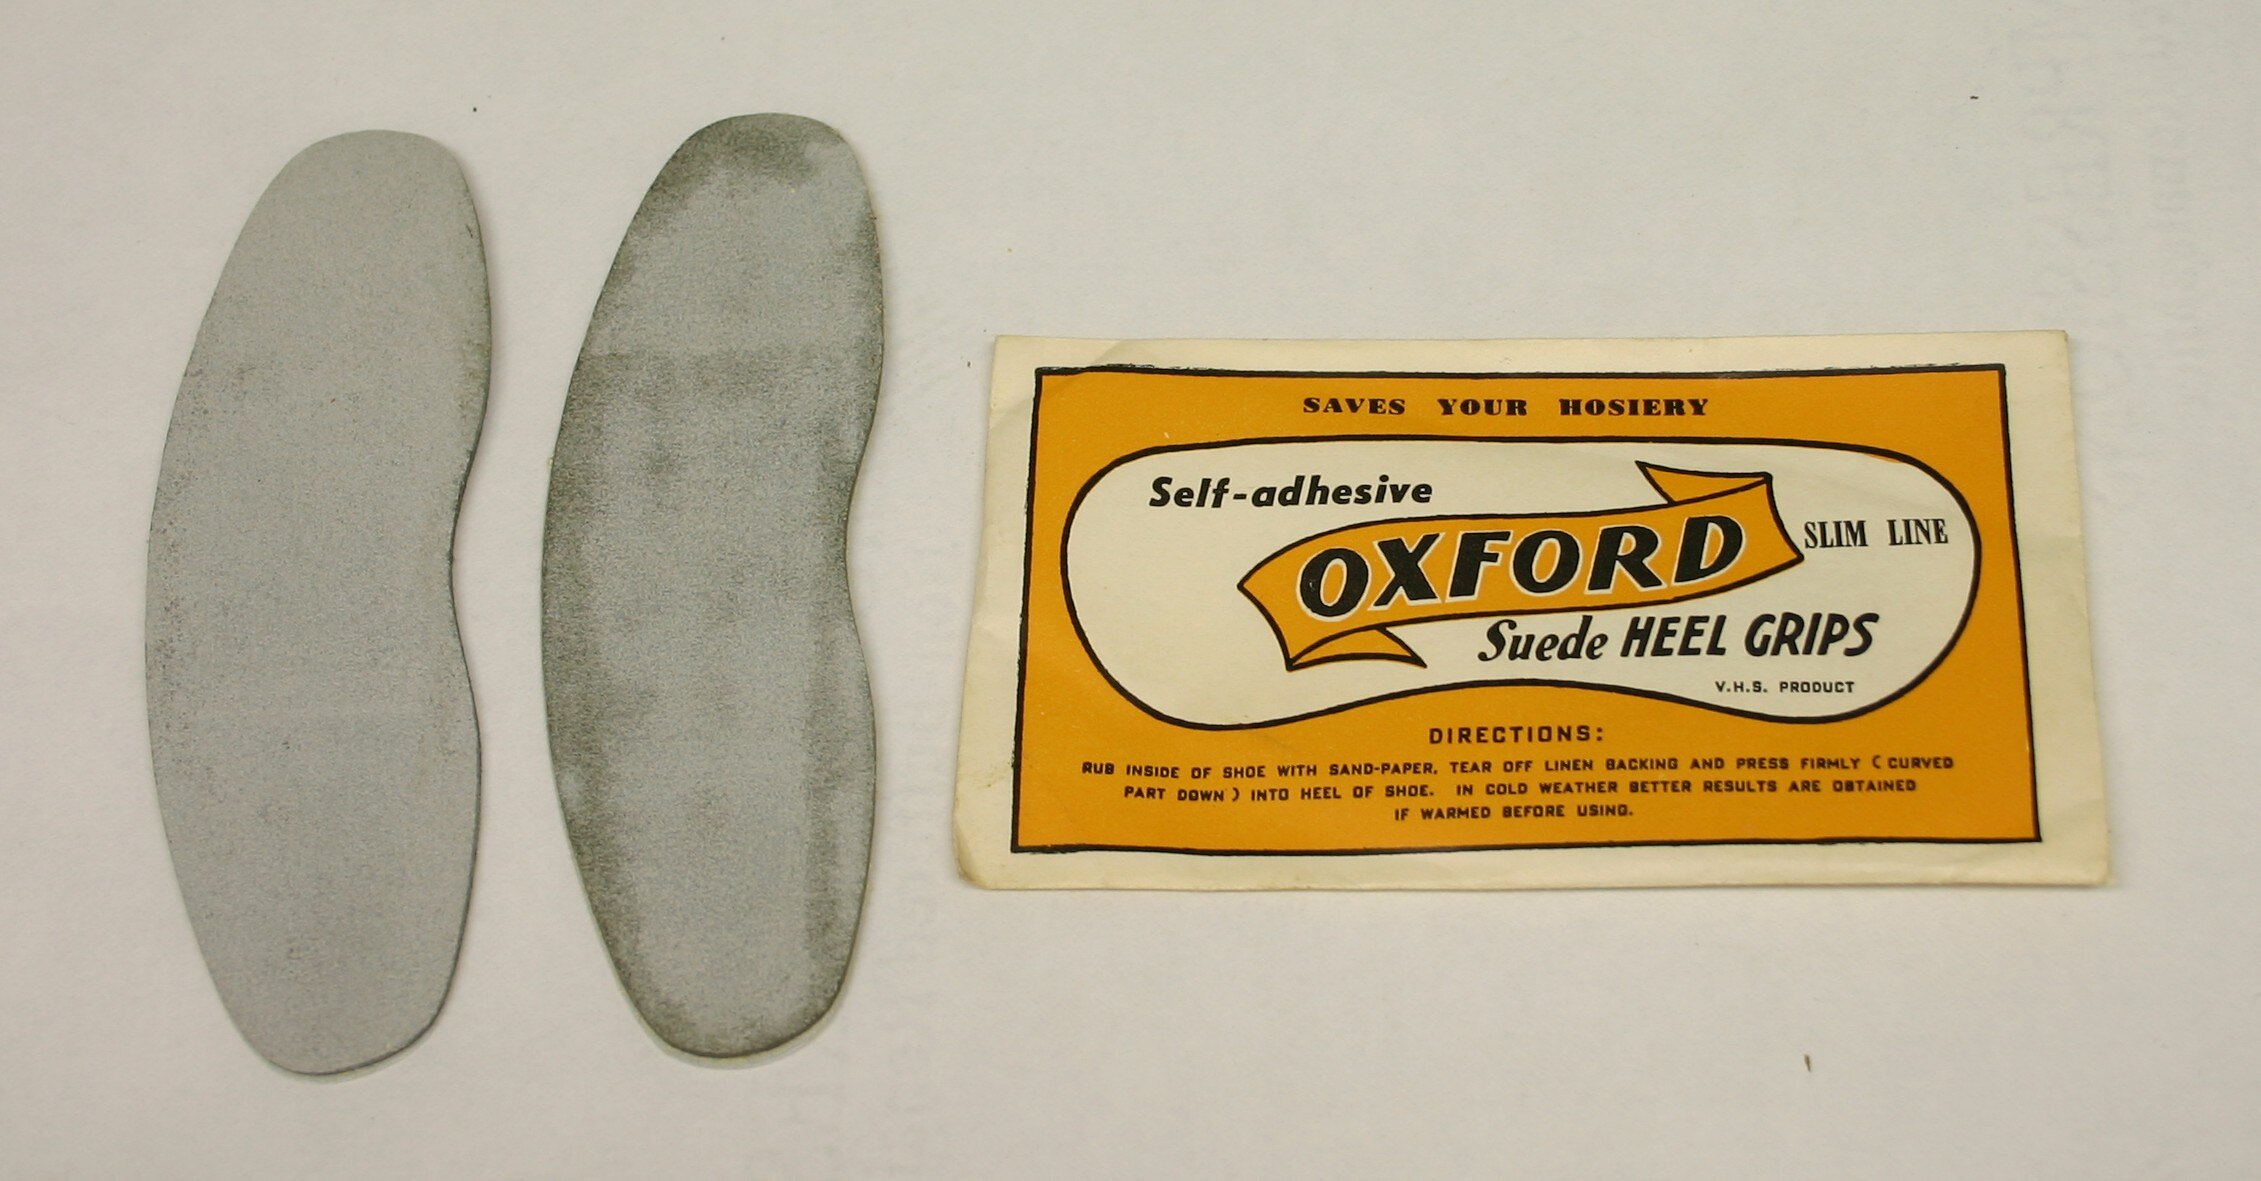 SAVES YOUR HOSIERY
Self-adhesive
OXFORD
SLIM LINE
Suede HEEL GRIPS
V.H.S. PRODUCT
DIRECTIONS:
RUB INSIDE OF SHOE WITH SAND-PAPER, TEAR OFF LINEN BACKING AND PRESS FIRMLY (CURVED
PART DOWN) INTO HEEL OF SHOE. IN COLD WEATHER BETTER RESULTS ARE OBTAINED
IF WARMED BEFORE USING.